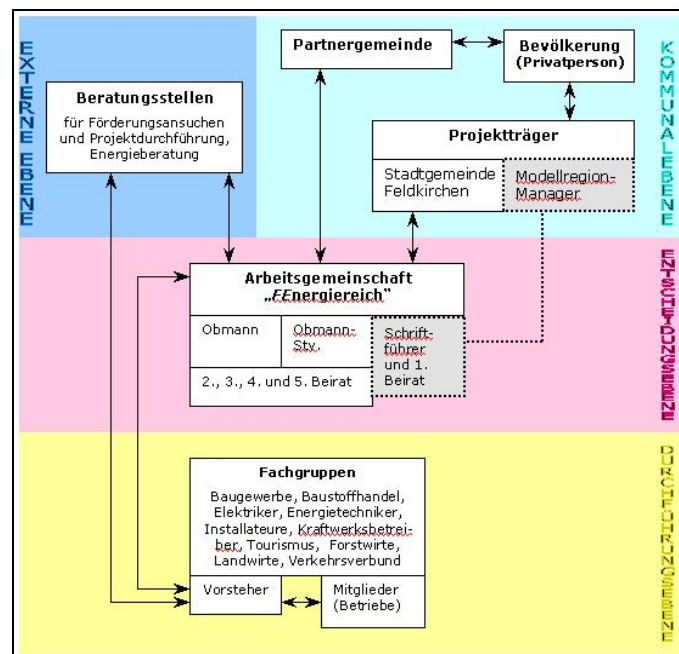 EXTERNE EBENE
Partnergemeinde
Bevölkerung
(Privatperson)
KOMMUNALEBENE
Beratungsstellen
für Förderungsansuchen
und Projektdurchführung,
Energieberatung
Projektträger
Stadtgemeinde
Feldkirchen
Modellregion-
Manager
Arbeitsgemeinschaft
„FEnergiereich“
Obmann
Obmann-
Stv.
Schrift-
führer
und 1.
Beirat
2., 3., 4. und 5. Beirat
ENTSCHEIDUNGSEBENE
Fachgruppen
Baugewerbe, Baustoffhandel,
Elektriker, Energietechniker,
Installateure, Kraftwerksbetrei-
ber, Tourismus, Forstwirte,
Landwirte, Verkehrsverbund
Vorsteher
Mitglieder
(Betriebe)
DURCHFÜHRUNGSEBENE